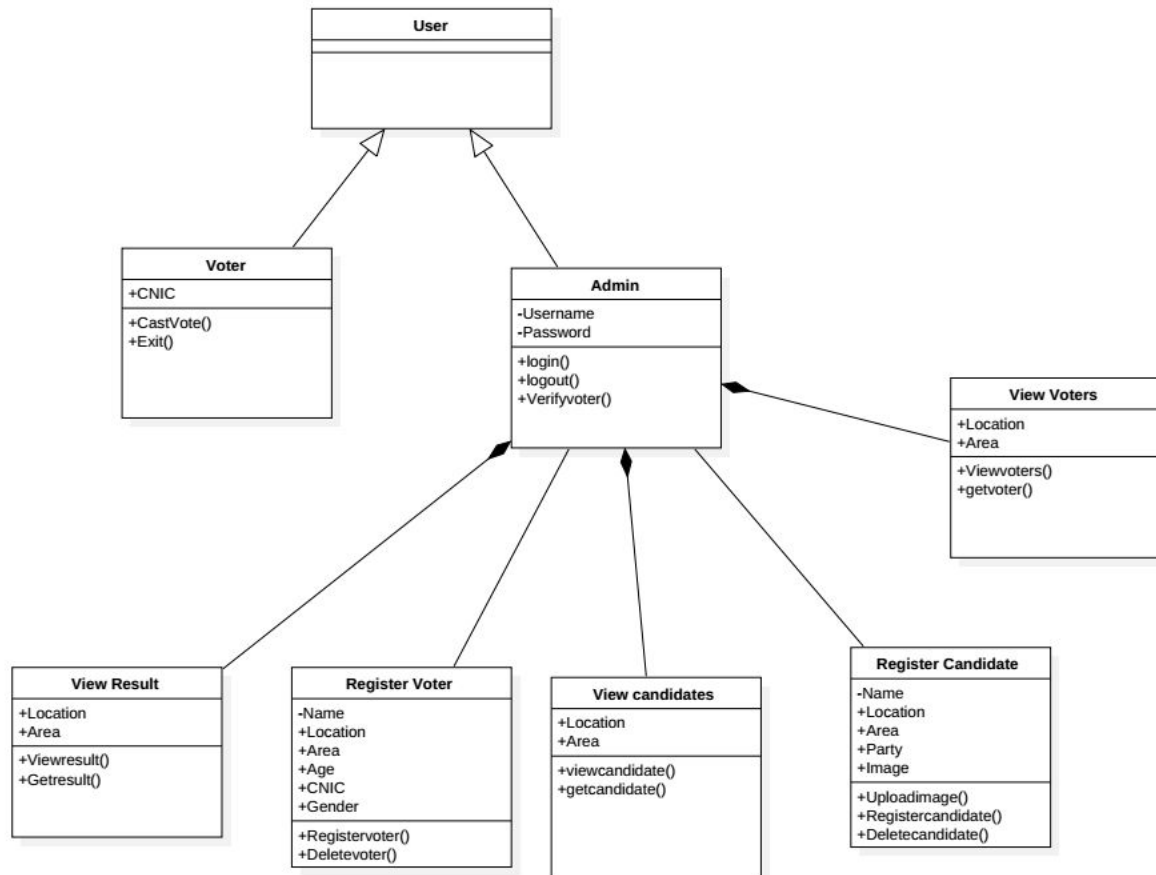 User
Voter
+CNIC
+CastVote()
+Exit()
Admin
-Username
-Password
+login()
+logout()
+Verifyvoter()
View Voters
+Location
+Area
+Viewvoters()
+getvoter()
View Result
+Location
+Area
+Viewresult()
+Getresult()
Register Voter
-Name
+Location
+Area
+Age
+CNIC
+Gender
+Registervoter()
+Deletevoter()
View candidates
+Location
+Area
+viewcandidate()
+getcandidate()
Register Candidate
-Name
+Location
+Area
+Party
+Image
+Uploadimage()
+Registercandidate()
+Deletecandidate()